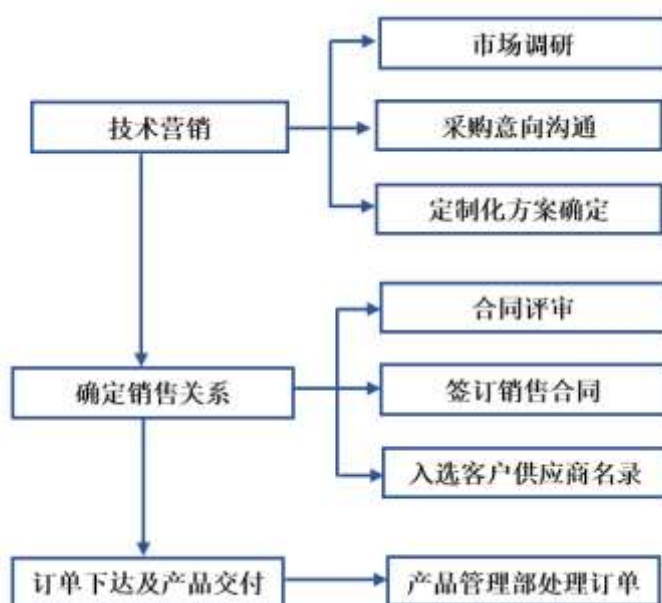 市场调研
技术营销
采购意向沟通
定制化方案确定
合同评审
确定销售关系
签订销售合同
入选客户供应商名录
订单下达及产品交付
产品管理部处理订单